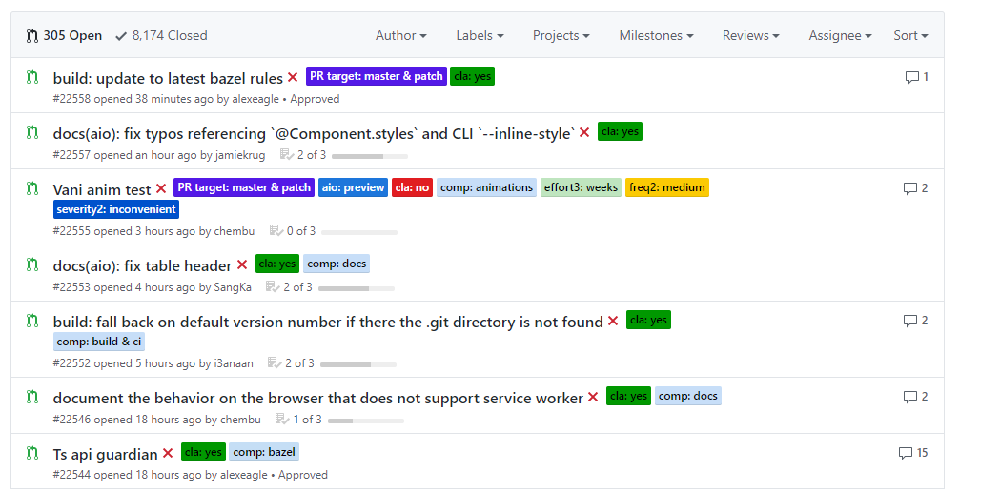 305 Open 8,174 Closed Author Labels Projects Milestones Reviews Assignee Sort
build: update to latest bazel rules PR target: master & patch cla: yes 1
#22558 opened 38 minutes ago by alexeagle • Approved
docs(aio): fix typos referencing `@Component.styles` and CLI `--inline-style` cla: yes
#22557 opened an hour ago by jamiekrug 2 of 3
Vani anim test PR target: master & patch aio: preview cla: no comp: animations effort3: weeks freq2: medium 2
severity2: inconvenient
#22555 opened 3 hours ago by chembu 0 of 3
docs(aio): fix table header cla: yes comp: docs
#22553 opened 4 hours ago by SangKa 2 of 3
build: fall back on default version number if there the .git directory is not found cla: yes 2
comp: build & ci
#22552 opened 5 hours ago by i3anaan 2 of 3
document the behavior on the browser that does not support service worker cla: yes comp: docs 2
#22546 opened 18 hours ago by chembu 1 of 3
Ts api guardian cla: yes comp: bazel 15
#22544 opened 18 hours ago by alexeagle • Approved